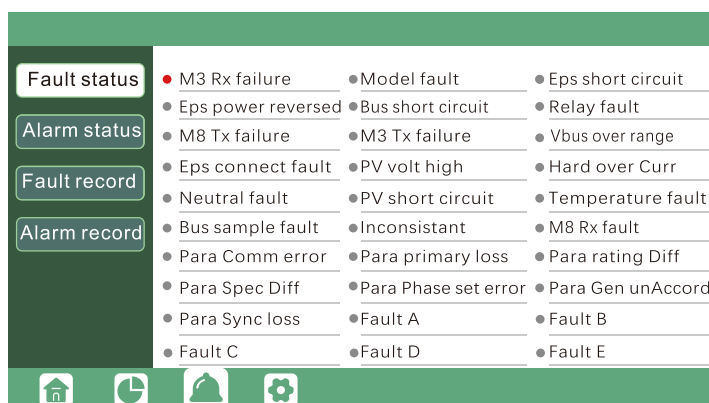 Fault status
Alarm status
Fault record
Alarm record
M3 Rx failure Model fault Eps short circuit
Eps power reversed Bus short circuit Relay fault
M8 Tx failure M3 Tx failure Vbus over range
Eps connect fault PV volt high Hard over Curr
Neutral fault PV short circuit Temperature fault
Bus sample fault Inconsistant M8 Rx fault
Para Comm error Para primary loss Para rating Diff
Para Spec Diff Para Phase set error Para Gen unAccord
Para Sync loss Fault A Fault B
Fault C Fault D Fault E